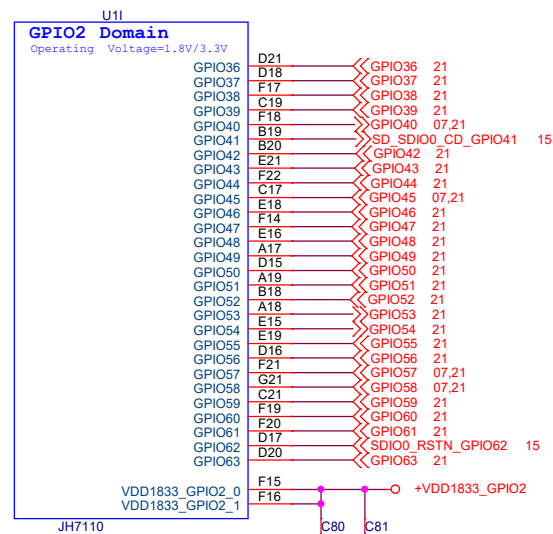 U1I
GPIO2 Domain
Operating Voltage=1.8V/3.3V
GPIO36 D21 GPIO36 21
GPIO37 D18 GPIO37 21
GPIO38 F17 GPIO38 21
GPIO39 C19 GPIO39 21
GPIO40 F18 GPIO40 07,21
GPIO41 B19 SD_SDIO0_CD_GPIO41 15
GPIO42 B20 GPIO42 21
GPIO43 E21 GPIO43 21
GPIO44 F22 GPIO44 21
GPIO45 C17 GPIO45 07,21
GPIO46 E18 GPIO46 21
GPIO47 F14 GPIO47 21
GPIO48 E16 GPIO48 21
GPIO49 A17 GPIO49 21
GPIO50 D15 GPIO50 21
GPIO51 A19 GPIO51 21
GPIO52 B18 GPIO52 21
GPIO53 A18 GPIO53 21
GPIO54 E15 GPIO54 21
GPIO55 E19 GPIO55 21
GPIO56 D16 GPIO56 21
GPIO57 F21 GPIO57 07,21
GPIO58 G21 GPIO58 07,21
GPIO59 C21 GPIO59 21
GPIO60 F19 GPIO60 21
GPIO61 F20 GPIO61 21
GPIO62 D17 SDIO0_RSTN_GPIO62 15
GPIO63 D20 GPIO63 21
VDD1833_GPIO2_0 F15 +VDD1833_GPIO2
VDD1833_GPIO2_1 F16
JH7110 C80 C81